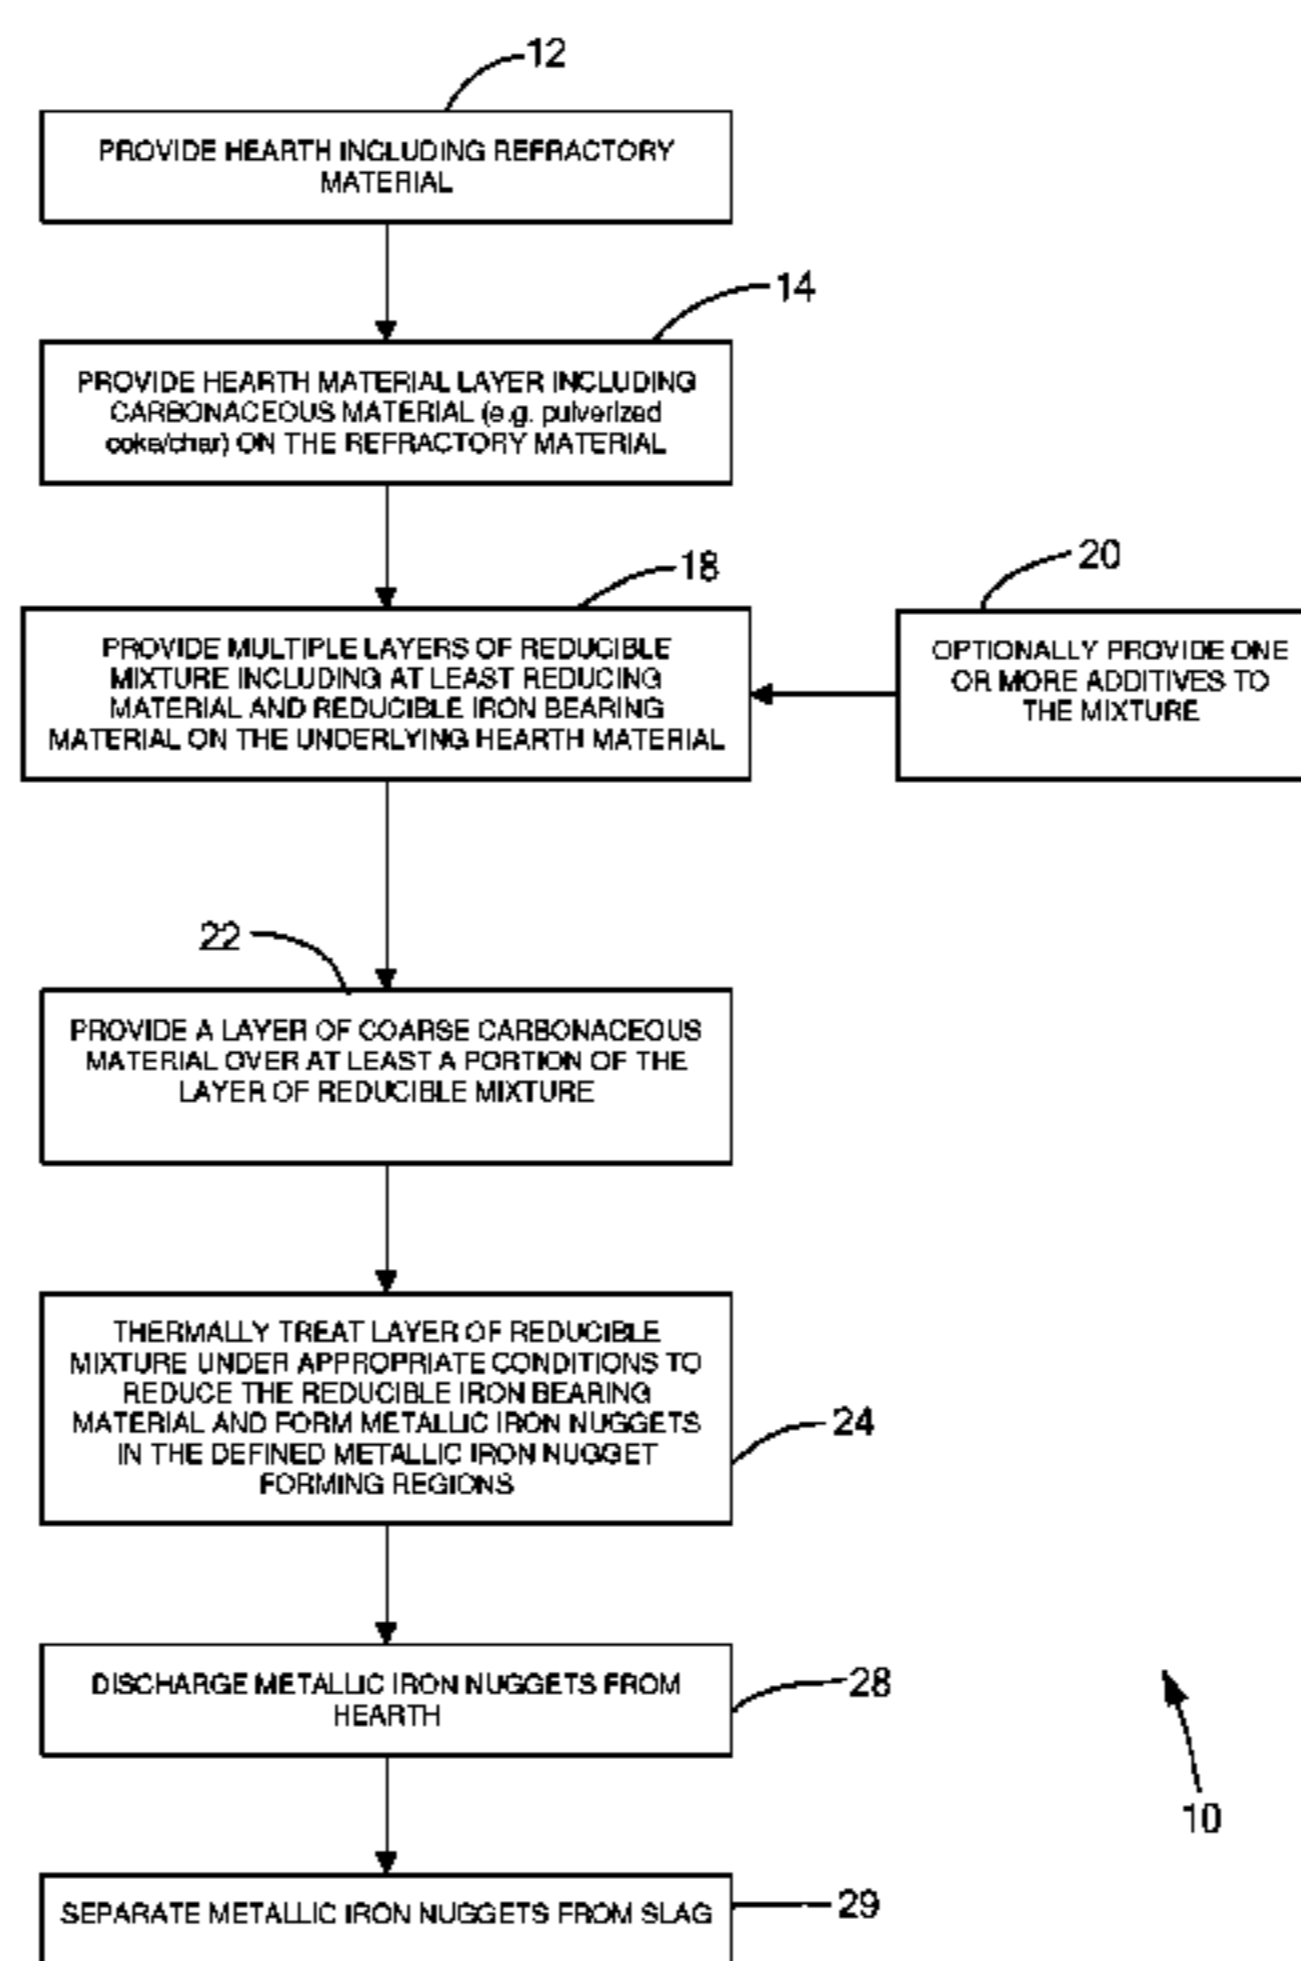 12
PROVIDE HEARTH INCLUDING REFRACTORY
MATERIAL
14
PROVIDE HEARTH MATERIAL LAYER INCLUDING
CARBONACEOUS MATERIAL (e.g. pulverized
coke/char) ON THE REFRACTORY MATERIAL
18
PROVIDE MULTIPLE LAYERS OF REDUCIBLE
MIXTURE INCLUDING AT LEAST REDUCING
MATERIAL AND REDUCIBLE IRON BEARING
MATERIAL ON THE UNDERLYING HEARTH MATERIAL
20
OPTIONALLY PROVIDE ONE
OR MORE ADDITIVES TO
THE MIXTURE
22
PROVIDE A LAYER OF COARSE CARBONACEOUS
MATERIAL OVER AT LEAST A PORTION OF THE
LAYER OF REDUCIBLE MIXTURE
THERMALLY TREAT LAYER OF REDUCIBLE
MIXTURE UNDER APPROPRIATE CONDITIONS TO
REDUCE THE REDUCIBLE IRON BEARING
MATERIAL AND FORM METALLIC IRON NUGGETS
IN THE DEFINED METALLIC IRON NUGGET
FORMING REGIONS
24
DISCHARGE METALLIC IRON NUGGETS FROM
HEARTH
28
10
SEPARATE METALLIC IRON NUGGETS FROM SLAG
29